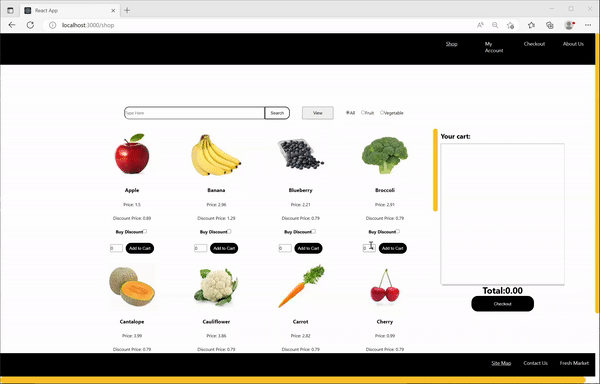 React App
localhost:3000/shop
Shop
My
Account
Checkout
About Us
Type Here
Search
View
All
Fruit
Vegetable
Your cart:
Apple
Banana
Blueberry
Broccoli
Price: 1.5
Price: 2.98
Price: 2.21
Price: 2.91
Discount Price: 0.89
Discount Price: 1.29
Discount Price: 0.79
Discount Price: 0.79
Buy Discount
Buy Discount
Buy Discount
Buy Discount
0 Add to Cart
0 Add to Cart
0 Add to Cart
0 Add to Cart
Total:0.00
Checkout
Cantalope
Cauliflower
Carrot
Cherry
Price: 3.99
Price: 3.86
Price: 2.82
Price: 0.99
Discount Price: 0.79
Discount Price: 0.79
Discount Price: 0.79
Discount Price: 0.79
Site Map
Contact Us
Fresh Market